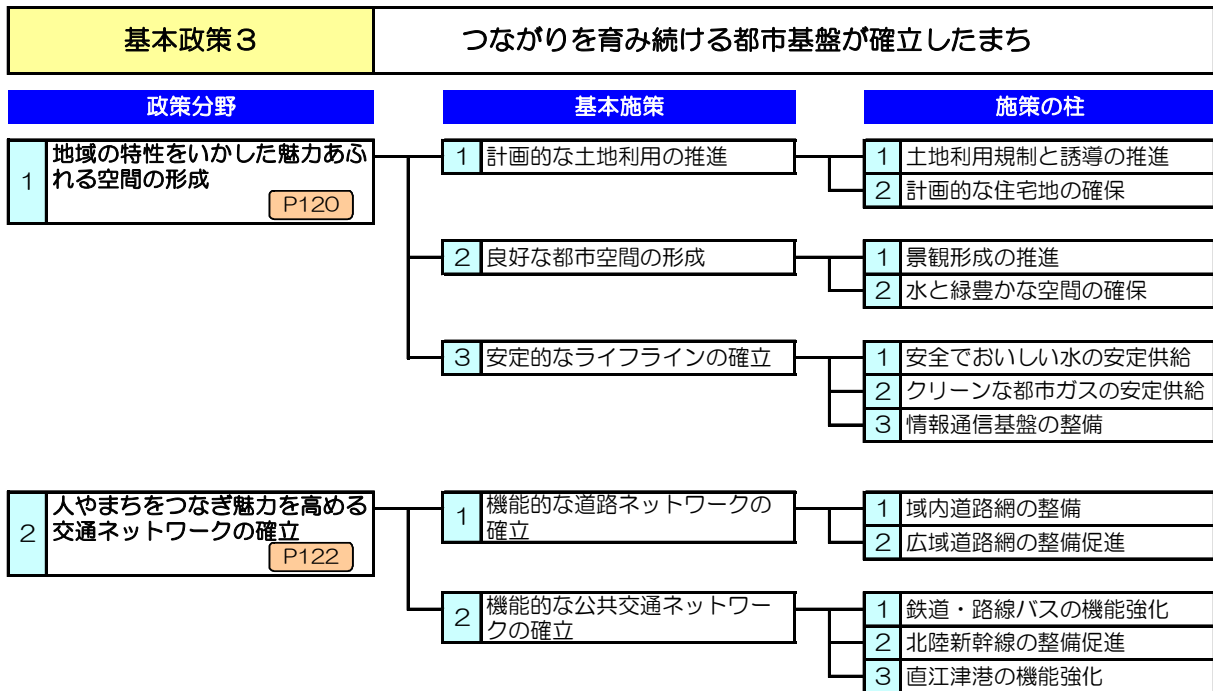 基本政策３　つながりを育み続ける都市基盤が確立したまち
政策分野　基本施策　施策の柱
1 地域の特性をいかした魅力あふ
れる空間の形成
P120
1 計画的な土地利用の推進
1 土地利用規制と誘導の推進
2 計画的な住宅地の確保
2 良好な都市空間の形成
1 景観形成の推進
2 水と緑豊かな空間の確保
3 安定的なライフラインの確立
1 安全でおいしい水の安定供給
2 クリーンな都市ガスの安定供給
3 情報通信基盤の整備
2 人やまちをつなぎ魅力を高める
交通ネットワークの確立
P122
1 機能的な道路ネットワークの
確立
1 域内道路網の整備
2 広域道路網の整備促進
2 機能的な公共交通ネットワー
クの確立
1 鉄道・路線バスの機能強化
2 北陸新幹線の整備促進
3 直江津港の機能強化